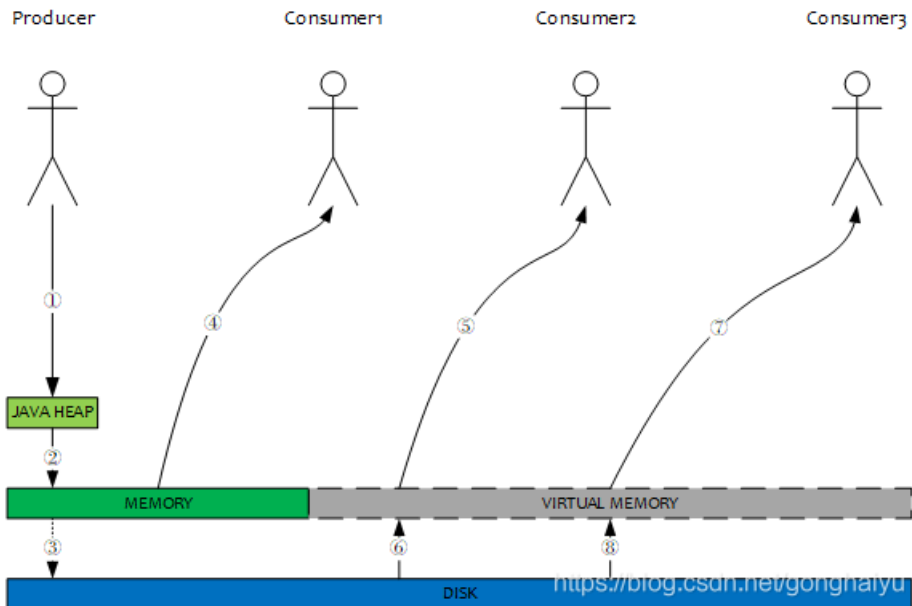 Producer Consumer1 Consumer2 Consumer3
①
④
⑤
⑦
JAVA HEAP
②
MEMORY
VIRTUAL MEMORY
③
⑥
⑧
DISK
https://blog.csdn.net/gonghaiyu